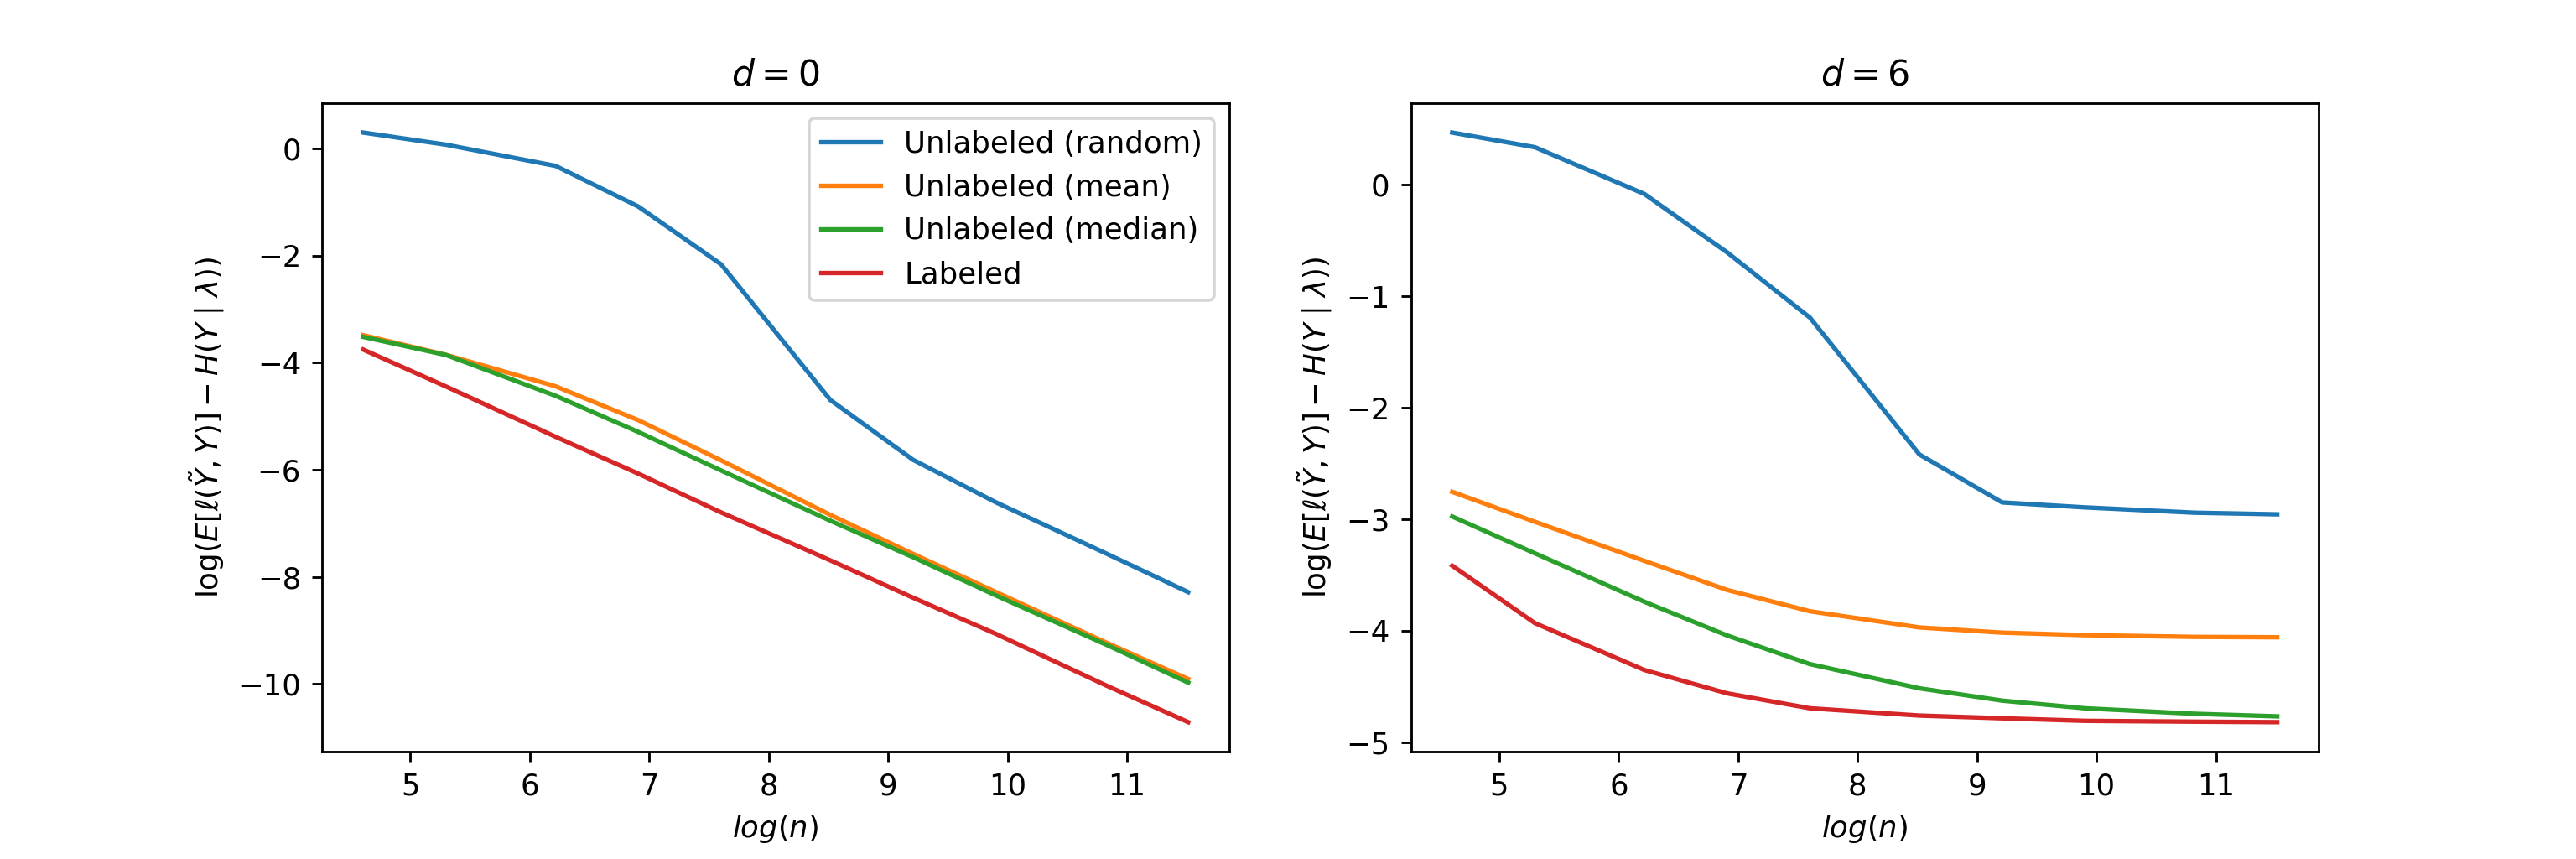 d = 0
log(E[ℓ(Ỹ, Y)] − H(Y | λ))
0
−2
−4
−6
−8
−10
Unlabeled (random)
Unlabeled (mean)
Unlabeled (median)
Labeled
5 6 7 8 9 10 11
log(n)
d = 6
log(E[ℓ(Ỹ, Y)] − H(Y | λ))
0
−1
−2
−3
−4
−5
5 6 7 8 9 10 11
log(n)